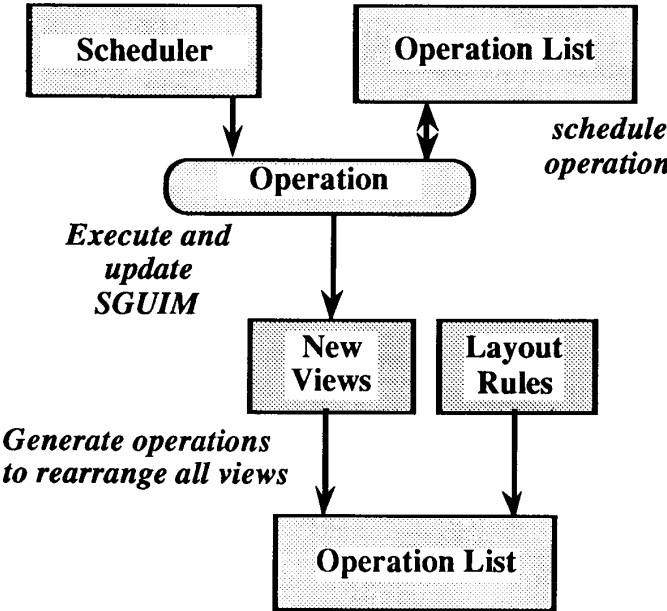 Scheduler
Operation List
schedule
operation
Operation
Execute and
update
SGUIM
New
Views
Layout
Rules
Generate operations
to rearrange all views
Operation List